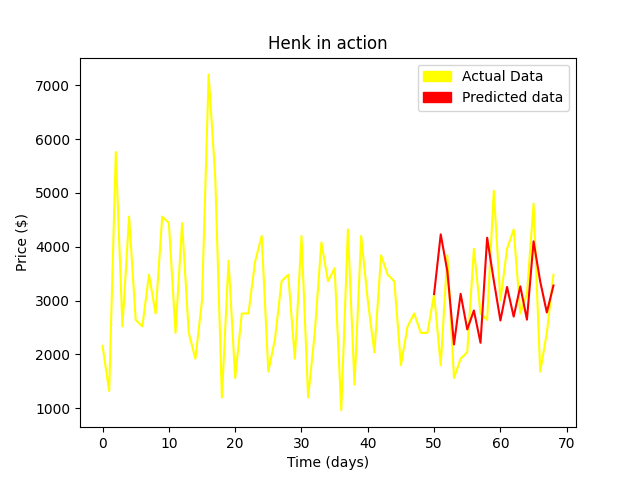 Henk in action
Actual Data
Predicted data
Price ($)
7000
6000
5000
4000
3000
2000
1000
0 10 20 30 40 50 60 70
Time (days)